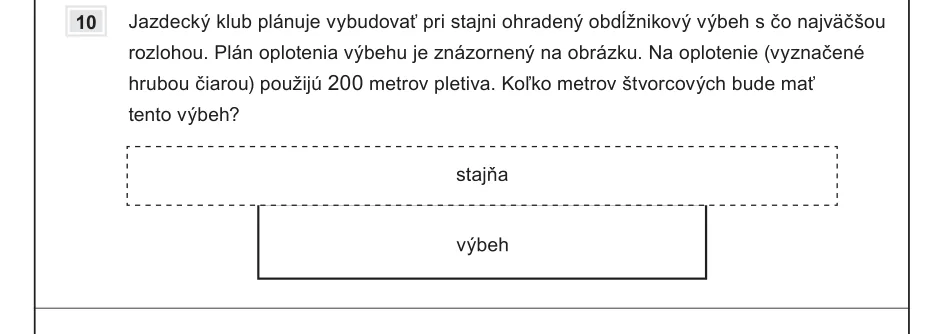 10 Jazdecký klub plánuje vybudovať pri stajni ohradený obdĺžnikový výbeh s čo najväčšou
rozlohou. Plán oplotenia výbehu je znázornený na obrázku. Na oplotenie (vyznačené
hrubou čiarou) použijú 200 metrov pletiva. Koľko metrov štvorcových bude mať
tento výbeh?
stajňa
výbeh